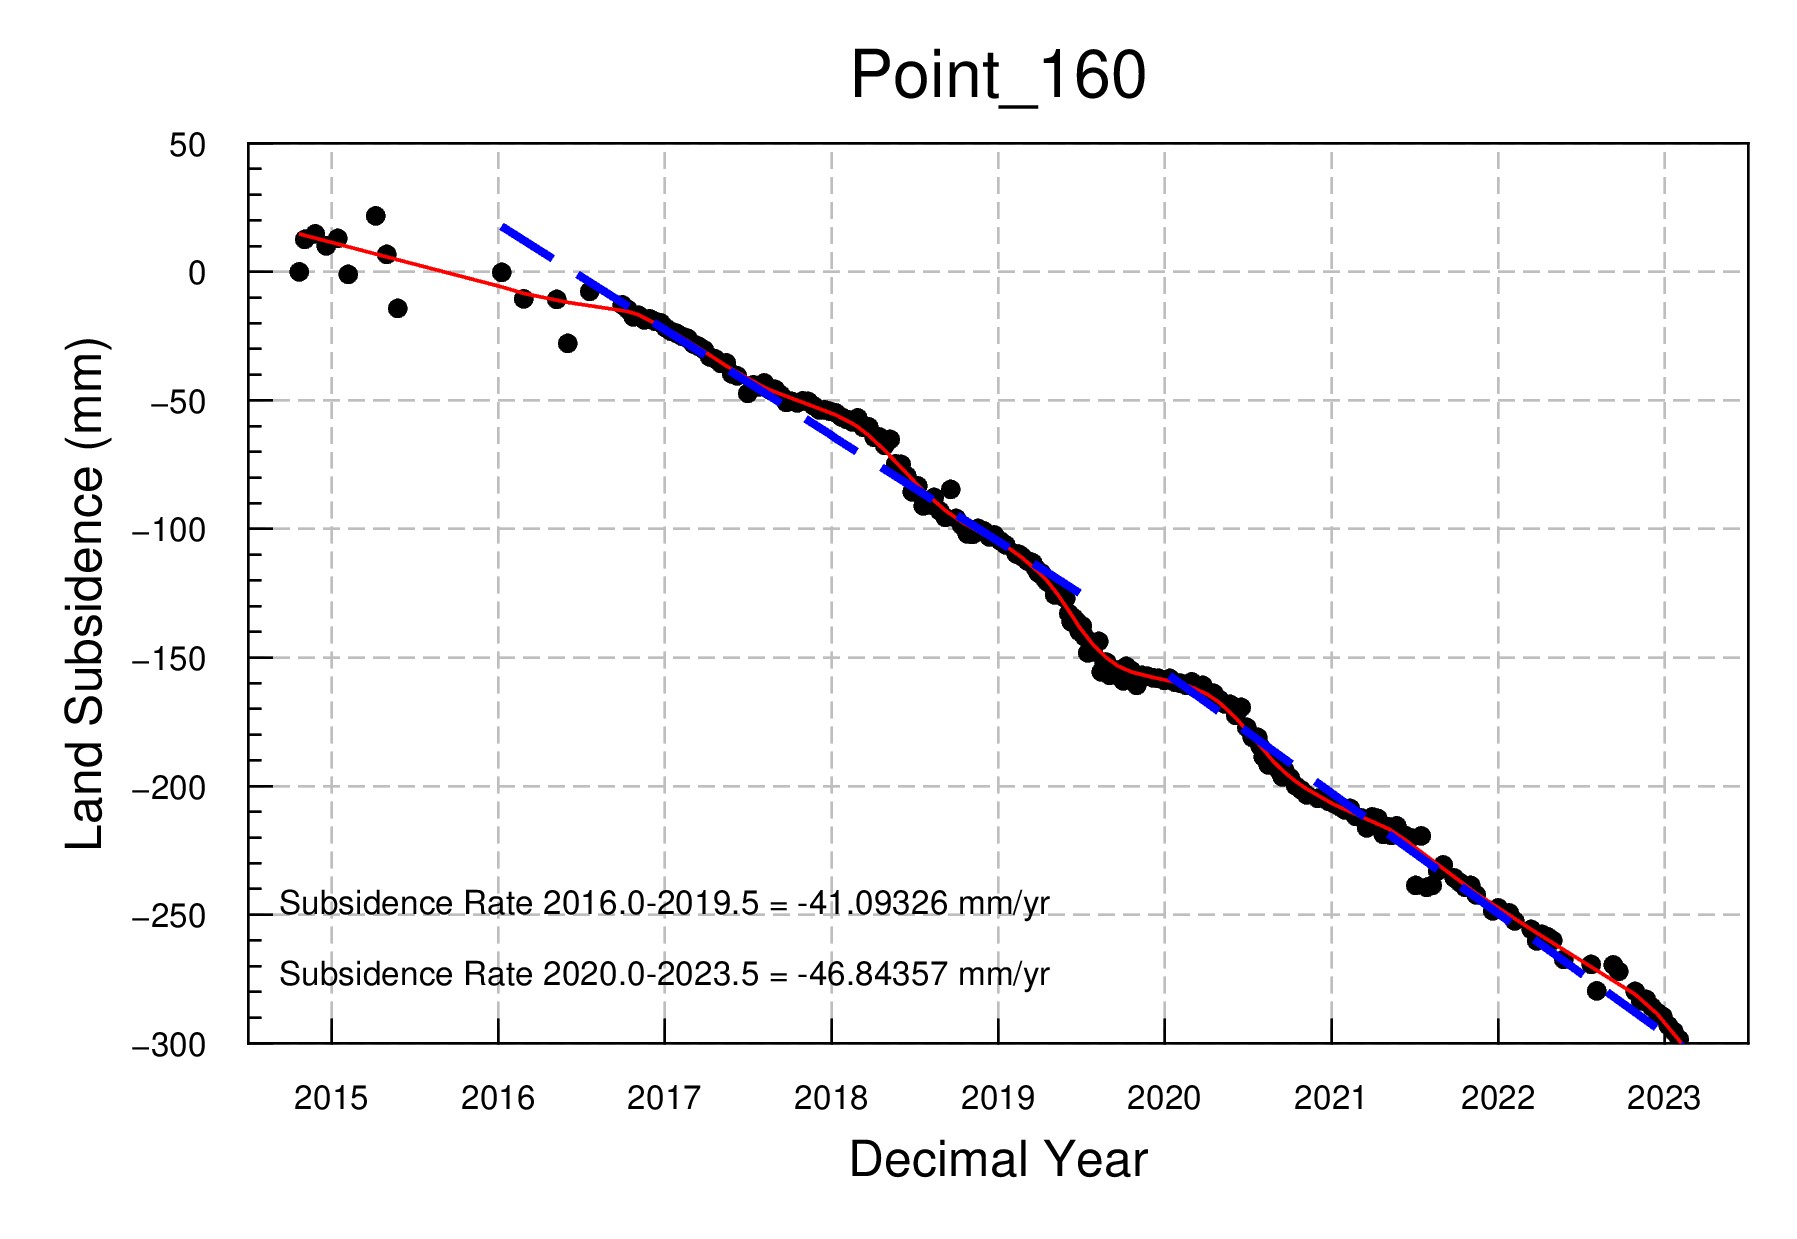 Point_160
50
0
−50
−100
−150
−200
−250
−300
Land Subsidence (mm)
Subsidence Rate 2016.0-2019.5 = -41.09326 mm/yr
Subsidence Rate 2020.0-2023.5 = -46.84357 mm/yr
2015 2016 2017 2018 2019 2020 2021 2022 2023
Decimal Year